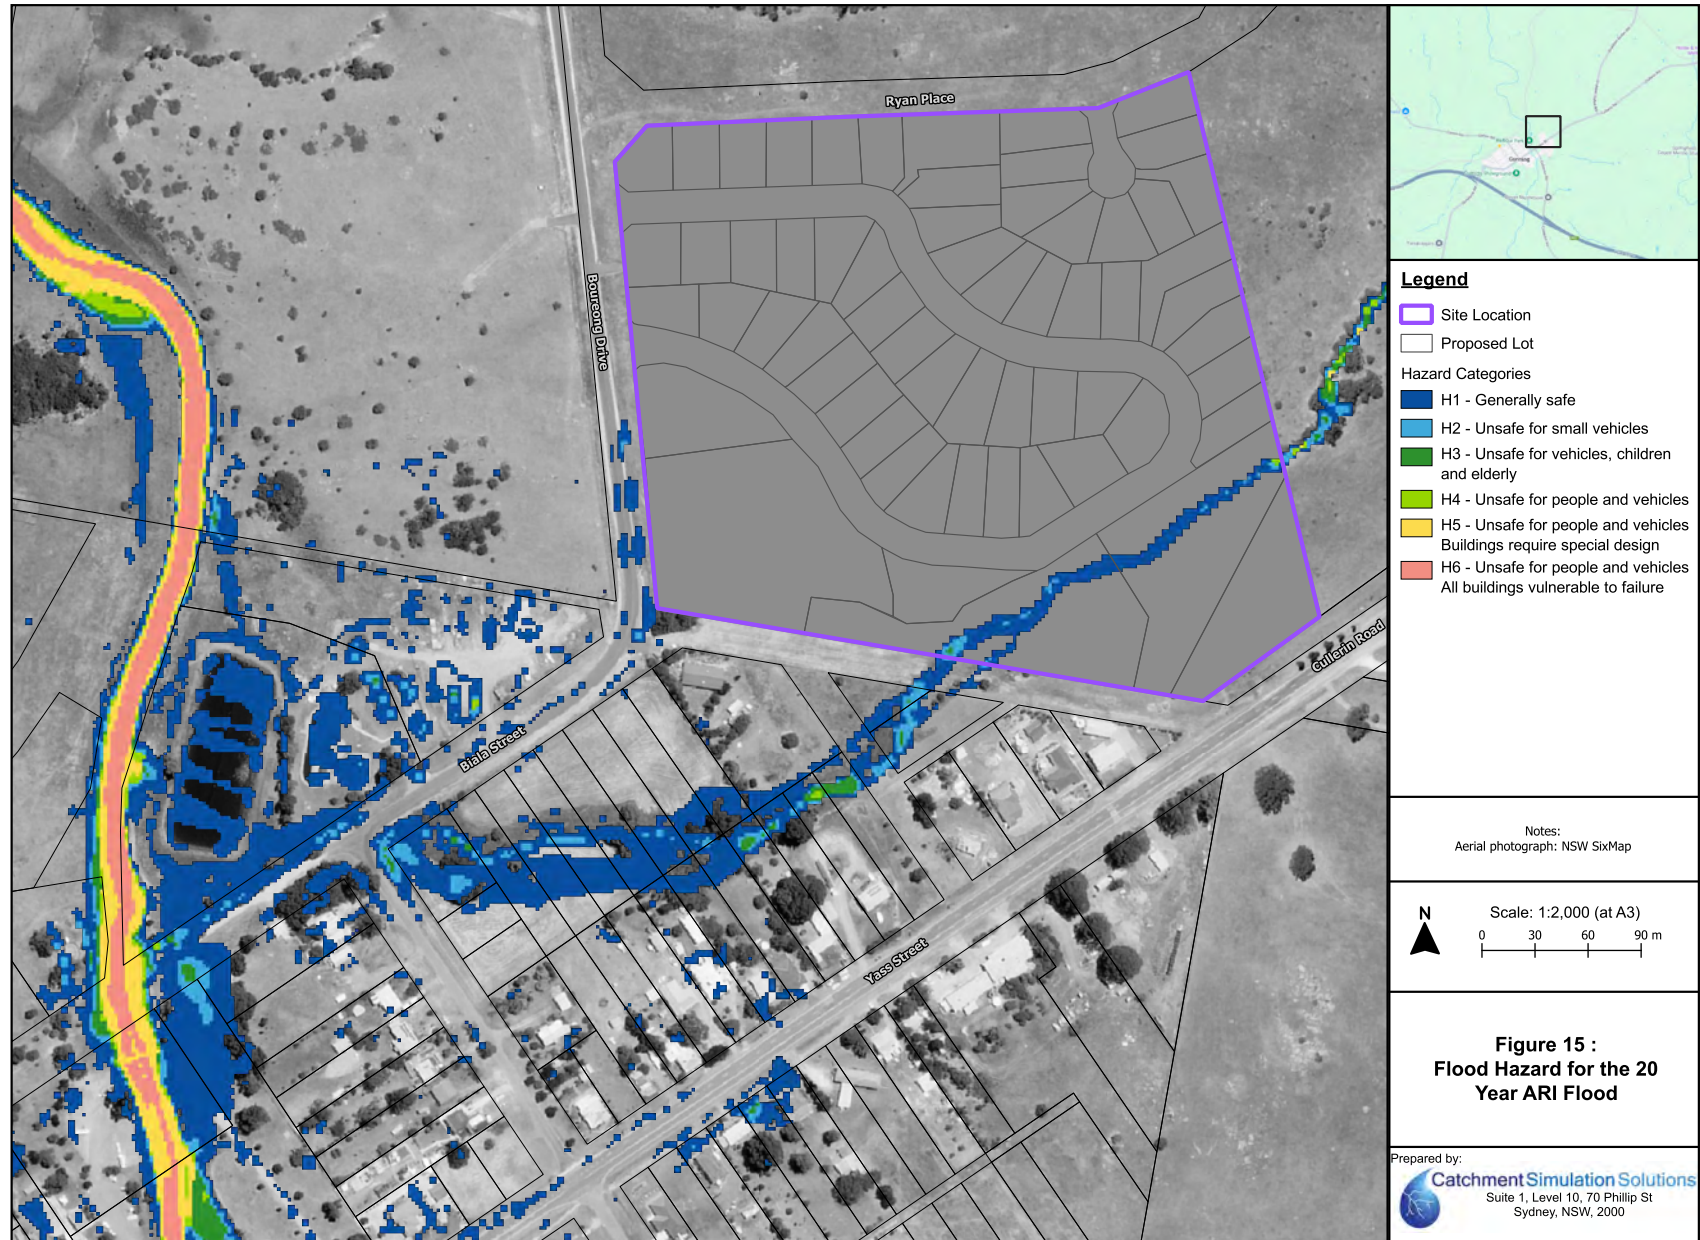 Ryan Place
Boureong Drive
Biala Street
Yass Street
Cullerin Road
Legend
Site Location
Proposed Lot
Hazard Categories
H1 - Generally safe
H2 - Unsafe for small vehicles
H3 - Unsafe for vehicles, children
and elderly
H4 - Unsafe for people and vehicles
H5 - Unsafe for people and vehicles
Buildings require special design
H6 - Unsafe for people and vehicles
All buildings vulnerable to failure
Notes:
Aerial photograph: NSW SixMap
N
Scale: 1:2,000 (at A3)
0 30 60 90 m
Figure 15 :
Flood Hazard for the 20
Year ARI Flood
Prepared by:
Catchment Simulation Solutions
Suite 1, Level 10, 70 Phillip St
Sydney, NSW, 2000